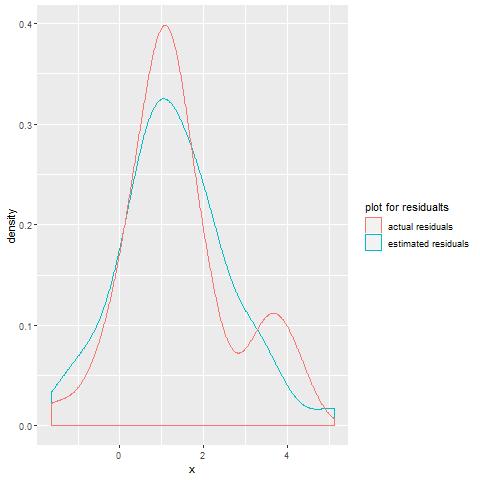 0.4
0.3
0.2
0.1
0.0
density
0
2
4
x
plot for residualts
actual residuals
estimated residuals